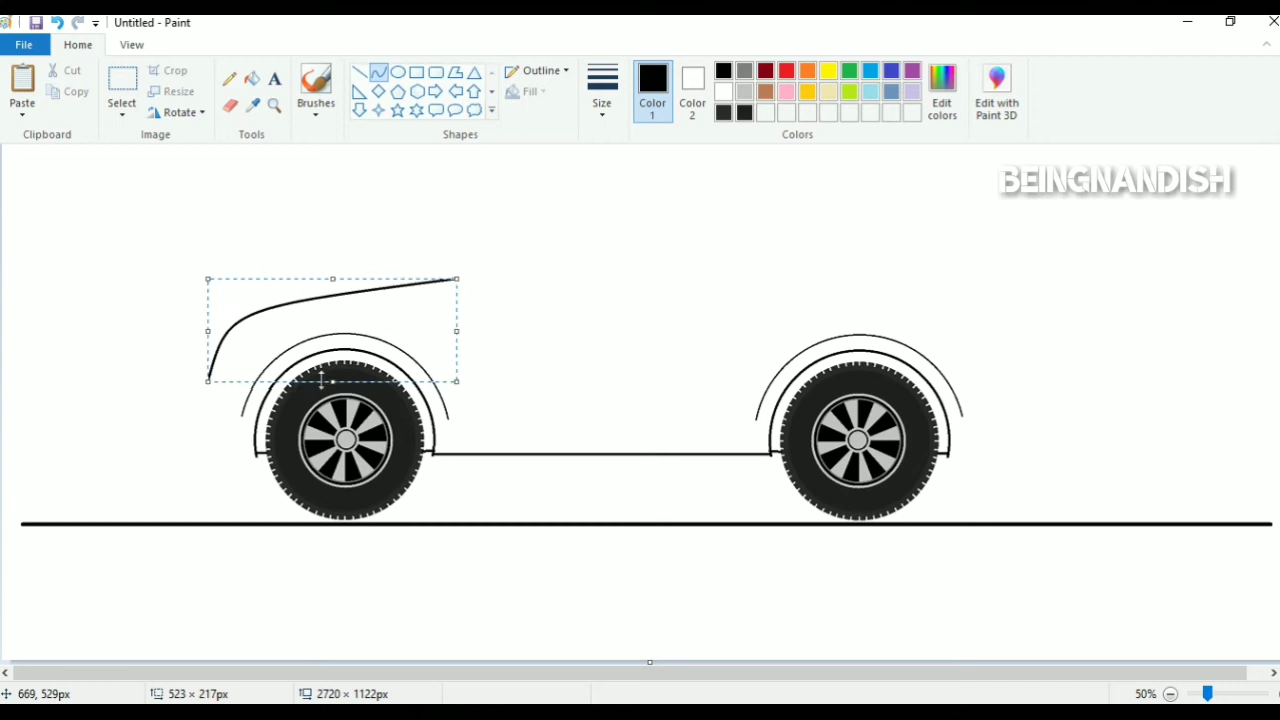 Untitled - Paint
File Home View
Paste
Cut
Copy
Clipboard
Select
Crop
Resize
Rotate
Image
A
Tools
Brushes
Shapes
Outline
Fill
Size
Color 1
Color 2
Colors
Edit colors
Edit with Paint 3D
BEINGNANDISH
669, 529px
523 × 217px
2720 × 1122px
50%